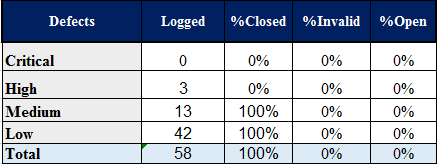 Defects Logged %Closed %Invalid %Open
Critical 0 0% 0% 0%
High 3 0% 0% 0%
Medium 13 100% 0% 0%
Low 42 100% 0% 0%
Total 58 100% 0% 0%